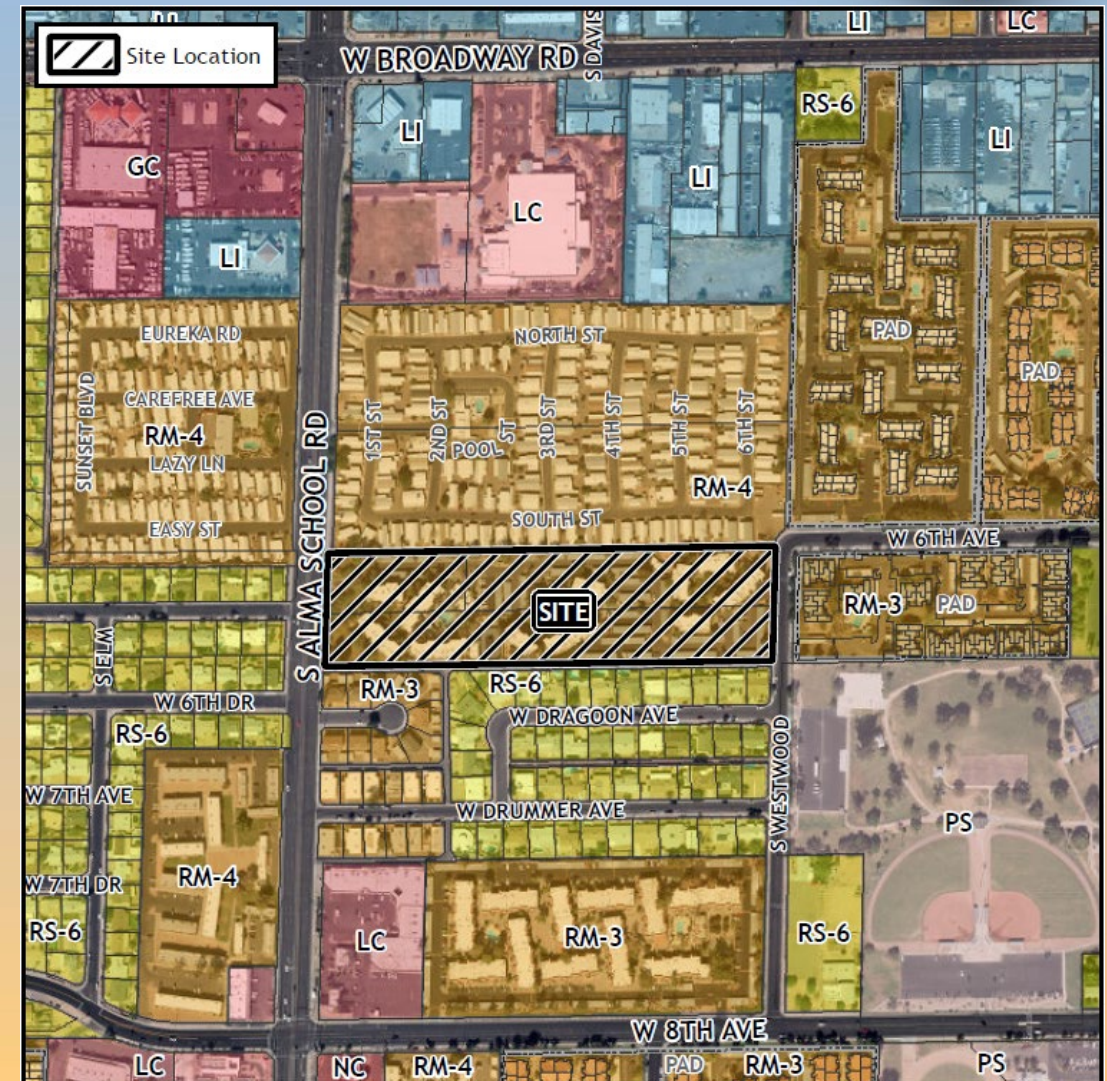 LI
LI
LC
Site Location
W BROADWAY RD
S DAVIS
RS-6
GC
LI
LI
LI
LC
LI
EUREKA RD
NORTH ST
PAD
PAD
SUNSET BLVD
CAREFREE AVE
RM-4
LAZY LN
EASY ST
S ALMA SCHOOL RD
1ST ST
2ND ST
POOL ST
3RD ST
4TH ST
5TH ST
6TH ST
RM-4
SOUTH ST
W 6TH AVE
SITE
RM-3
PAD
S ELM
W 6TH DR
RM-3
RS-6
W DRAGOON AVE
RS-6
S WESTWOOD
W 7TH AVE
W DRUMMER AVE
PS
W 7TH DR
RM-4
RS-6
LC
RM-3
RS-6
W 8TH AVE
LC
NC
RM-4
PAD
RM-3
PS